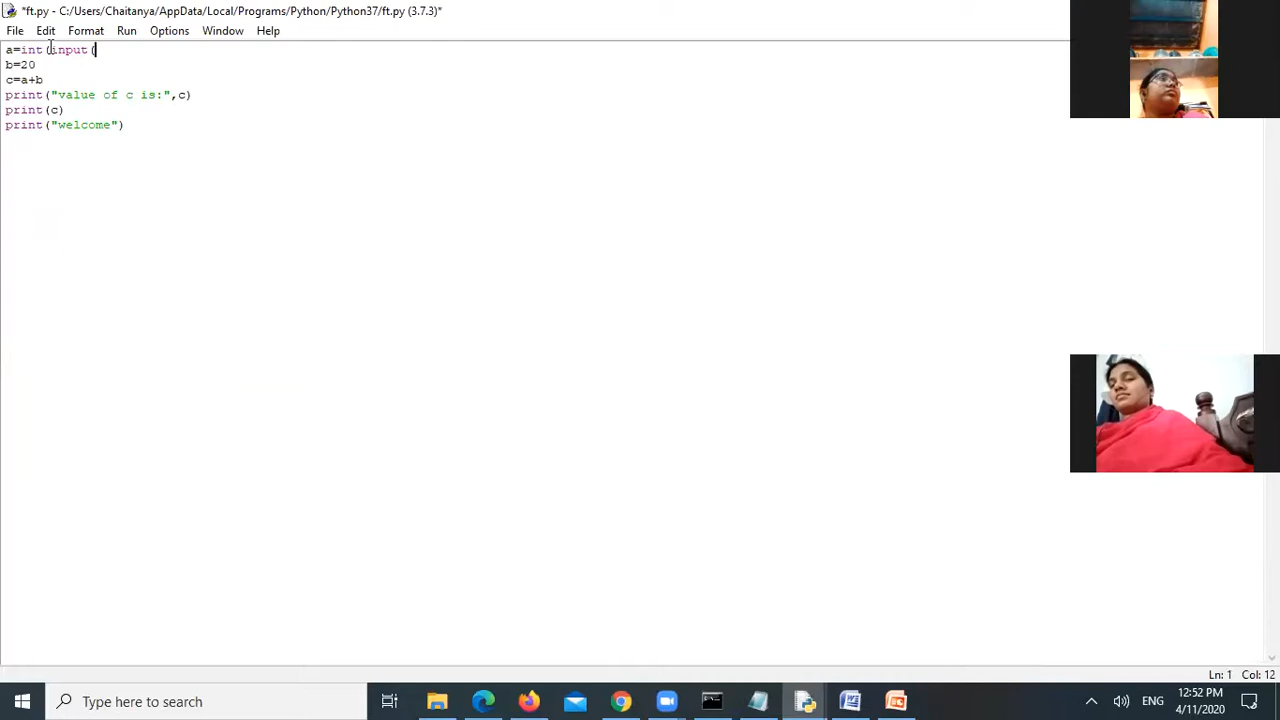 *ft.py - C:/Users/Chaitanya/AppData/Local/Programs/Python/Python37/ft.py (3.7.3)*
File Edit Format Run Options Window Help
a=int(input(
b=20
c=a+b
print("value of c is:",c)
print(c)
print("welcome")
Ln: 1 Col: 12
Type here to search
ENG
12:52 PM
4/11/2020